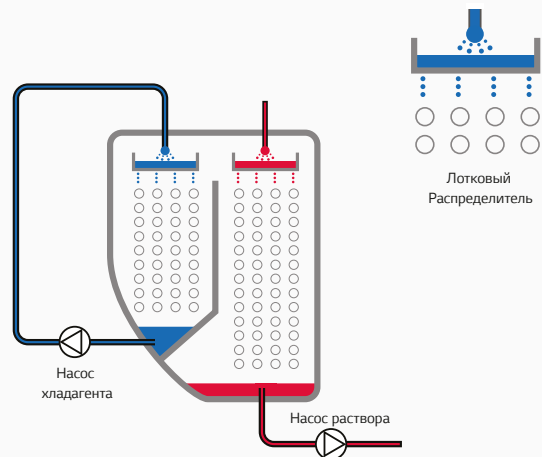 Лотковый
Распределитель
Насос
хладагента
Насос раствора